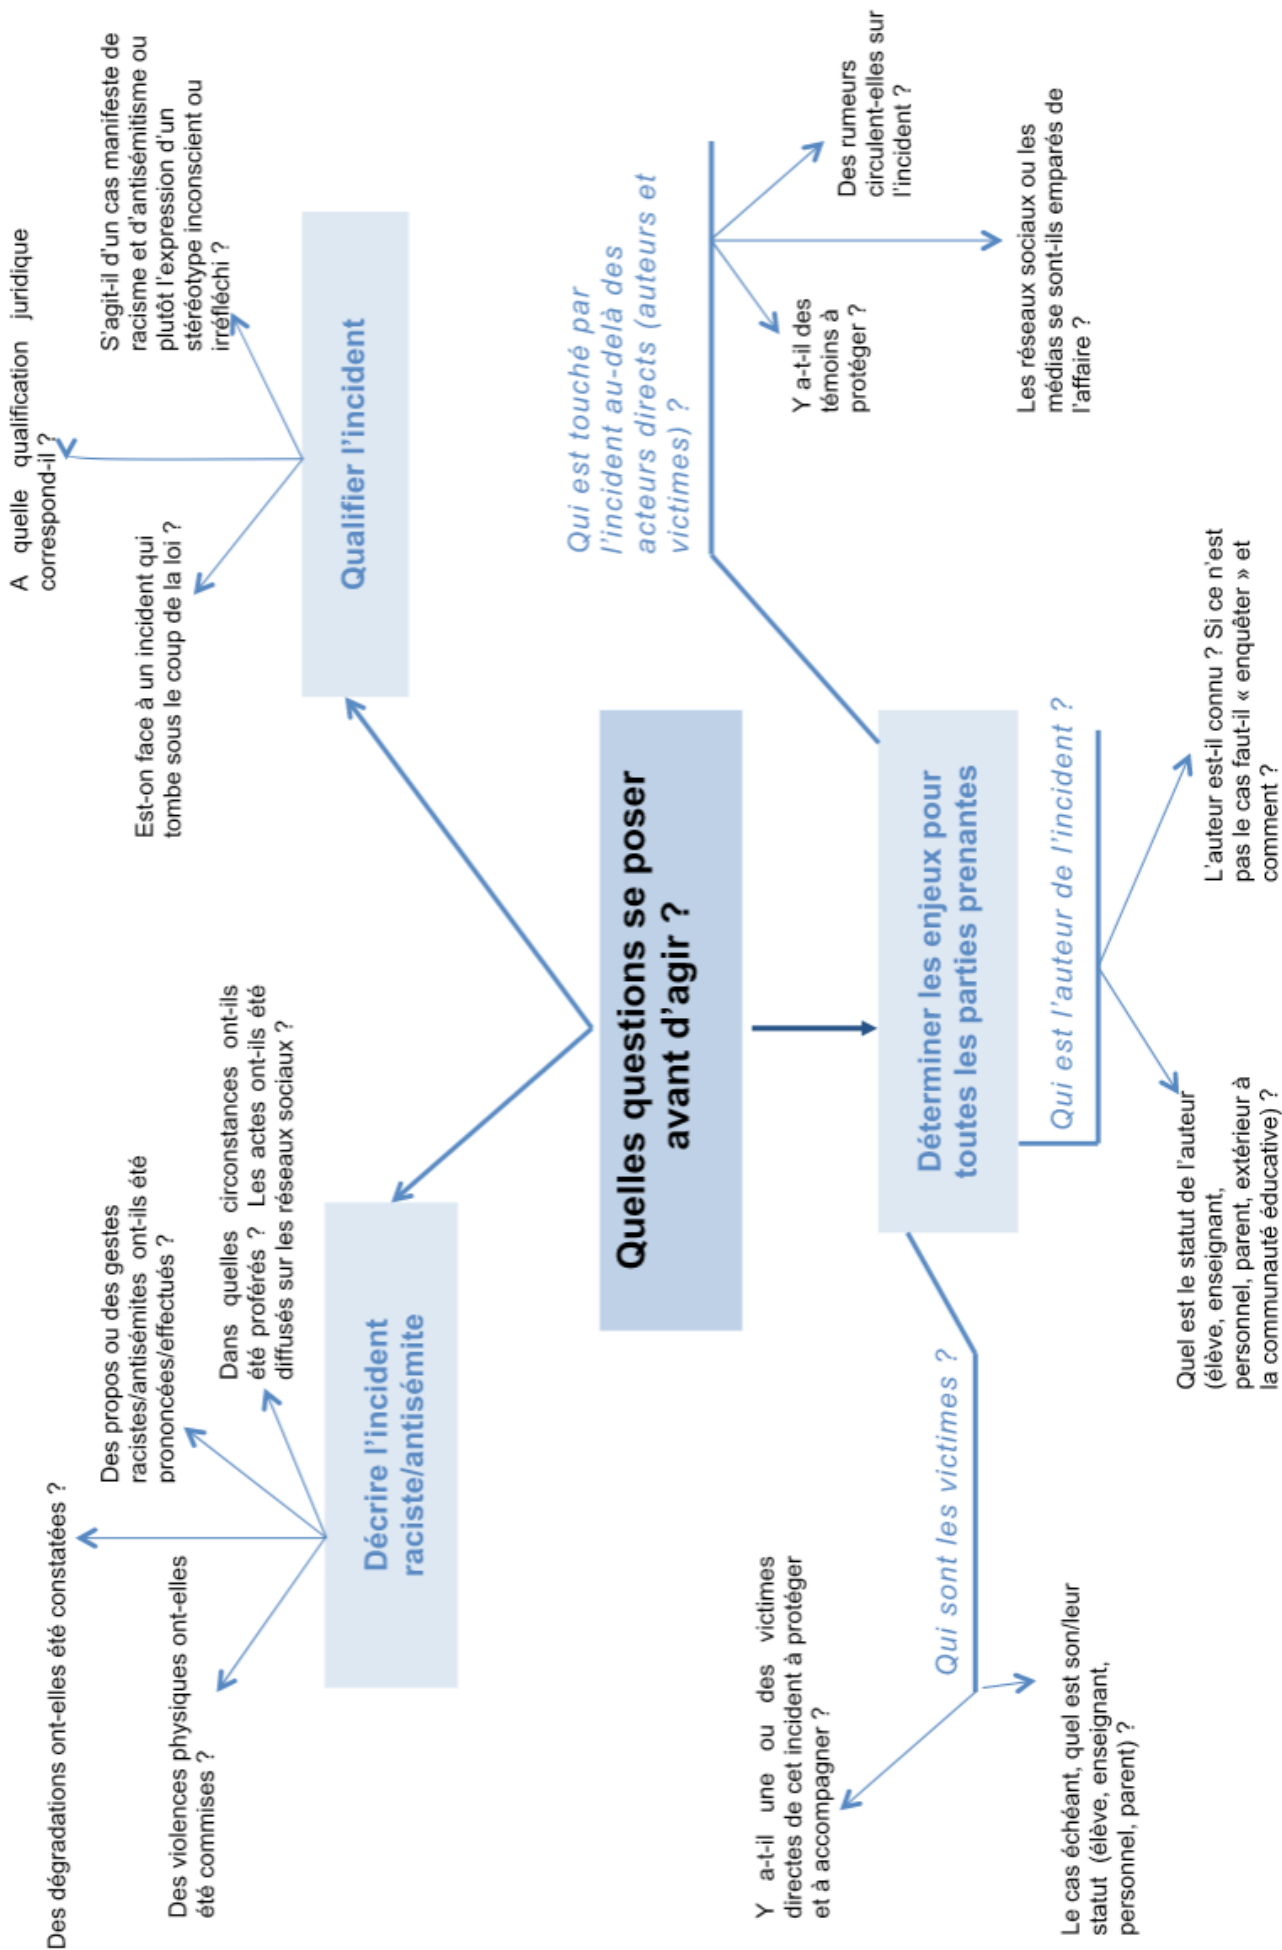 Des dégradations ont-elles été constatées ?
Des propos ou des gestes
racistes/antisémites ont-ils été
prononcées/effectués ?
Des violences physiques ont-elles
été commises ?
Dans quelles circonstances ont-ils
été proférés ? Les actes ont-ils été
diffusés sur les réseaux sociaux ?
Décrire l'incident
raciste/antisémite
A quelle qualification juridique
correspond-il ?
S'agit-il d'un cas manifeste de
racisme et d'antisémitisme ou
plutôt l'expression d'un
stéréotype inconscient ou
irréfléchi ?
Est-on face à un incident qui
tombe sous le coup de la loi ?
Qualifier l'incident
Quelles questions se poser
avant d'agir ?
Déterminer les enjeux pour
toutes les parties prenantes
Qui sont les victimes ?
Y a-t-il une ou des victimes
directes de cet incident à protéger
et à accompagner ?
Le cas échéant, quel est son/leur
statut (élève, enseignant,
personnel, parent) ?
Qui est l'auteur de l'incident ?
Quel est le statut de l'auteur
(élève, enseignant,
personnel, parent, extérieur à
la communauté éducative) ?
L'auteur est-il connu ? Si ce n'est
pas le cas faut-il « enquêter » et
comment ?
Qui est touché par
l'incident au-delà des
acteurs directs (auteurs et
victimes) ?
Y a-t-il des
témoins à
protéger ?
Des rumeurs
circulent-elles sur
l'incident ?
Les réseaux sociaux ou les
médias se sont-ils emparés de
l'affaire ?